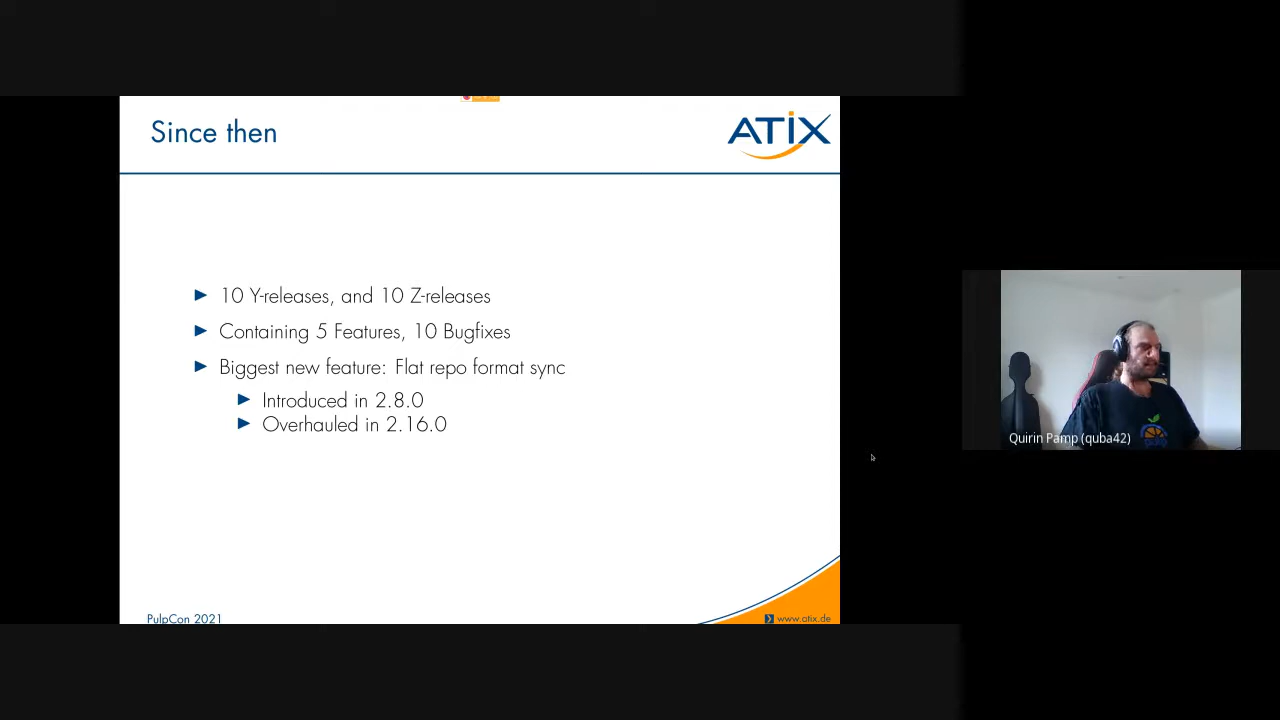 Since then
ATIX
► 10 Y-releases, and 10 Z-releases
► Containing 5 Features, 10 Bugfixes
► Biggest new feature: Flat repo format sync
► Introduced in 2.8.0
► Overhauled in 2.16.0
Quirin Pamp (quba42)
pulp
PulpCon 2021
www.atix.de